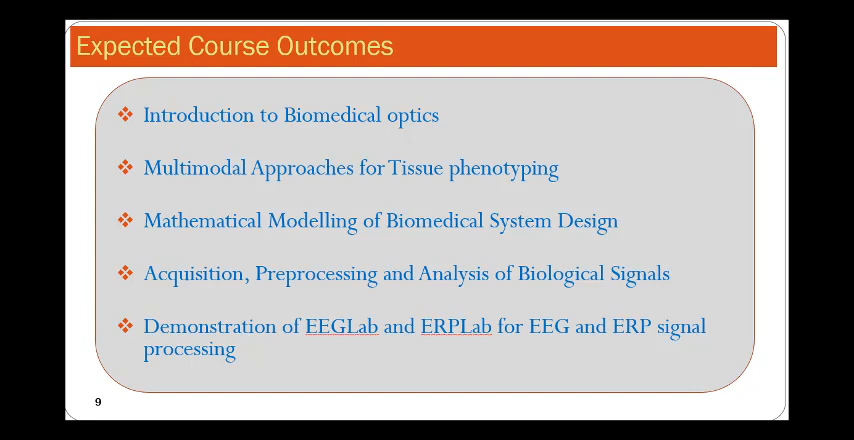 Expected Course Outcomes
Introduction to Biomedical optics
Multimodal Approaches for Tissue phenotyping
Mathematical Modelling of Biomedical System Design
Acquisition, Preprocessing and Analysis of Biological Signals
Demonstration of EEGLab and ERPLab for EEG and ERP signal
processing
9